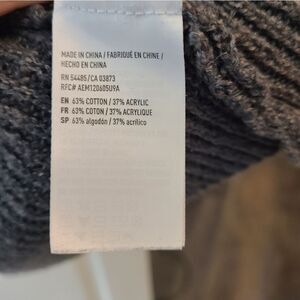 MADE IN CHINA / FABRIQUÉ EN CHINE /
HECHO EN CHINA
RN 54485/CA 03873
RFC# AEM120605U9A
EN 63% COTTON / 37% ACRYLIC
FR 63% COTON / 37% ACRYLIQUE
SP 63% algodón / 37% acrílico